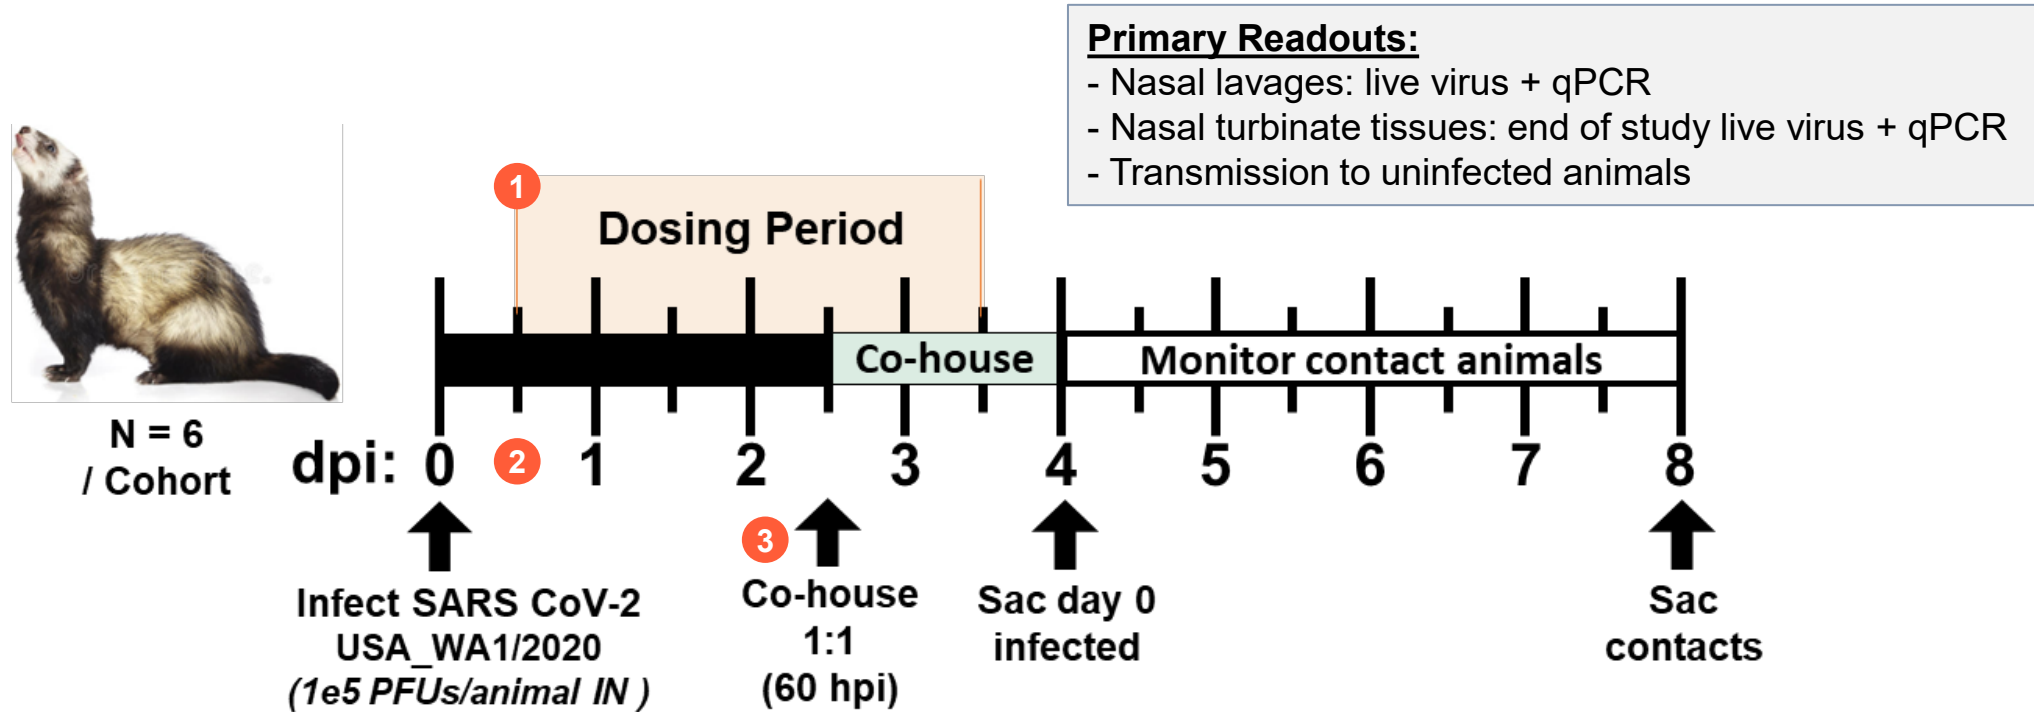 Primary Readouts:
- Nasal lavages: live virus + qPCR
- Nasal turbinate tissues: end of study live virus + qPCR
- Transmission to uninfected animals
1
Dosing Period
Co-house
Monitor contact animals
N = 6
/ Cohort
dpi: 0 1 2 3 4 5 6 7 8
2
3
Infect SARS CoV-2
USA_WA1/2020
(1e5 PFUs/animal IN )
Co-house
1:1
(60 hpi)
Sac day 0
infected
Sac
contacts